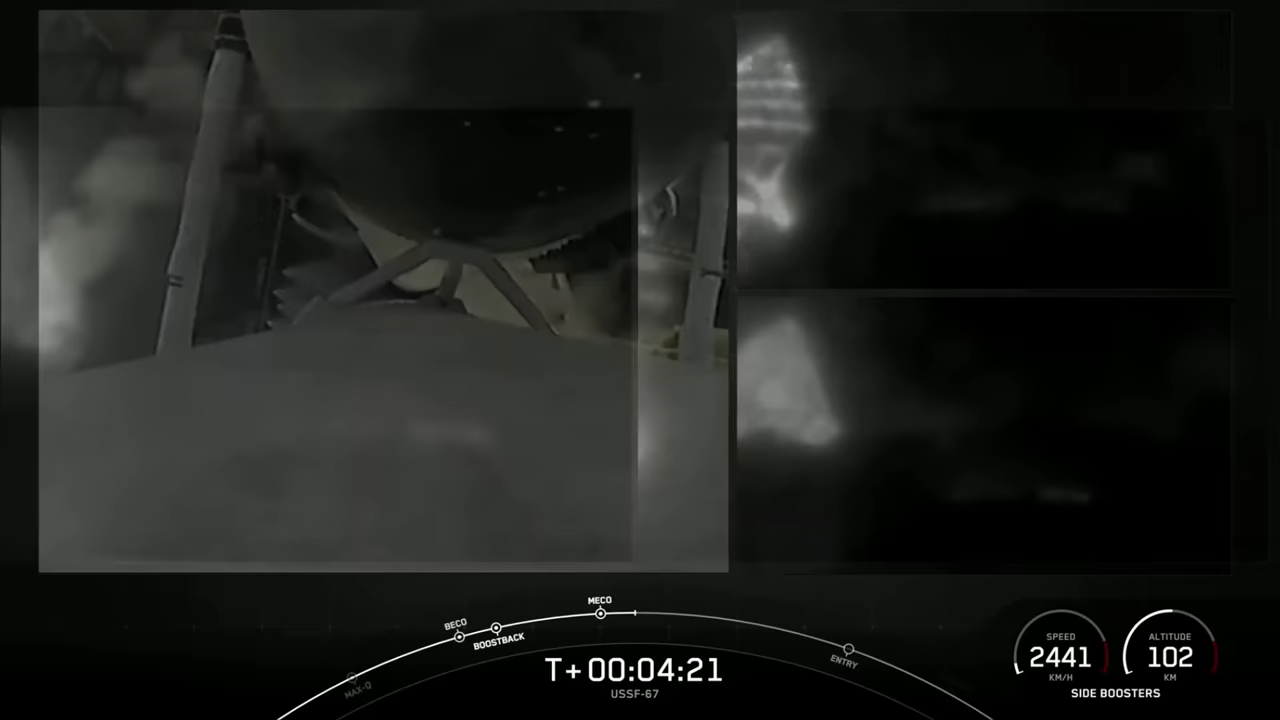 MECO
BECO
BOOSTBACK
MAX-Q
ENTRY
T+00:04:21
USSF-67
SPEED
2441
KM/H
ALTITUDE
102
KM
SIDE BOOSTERS